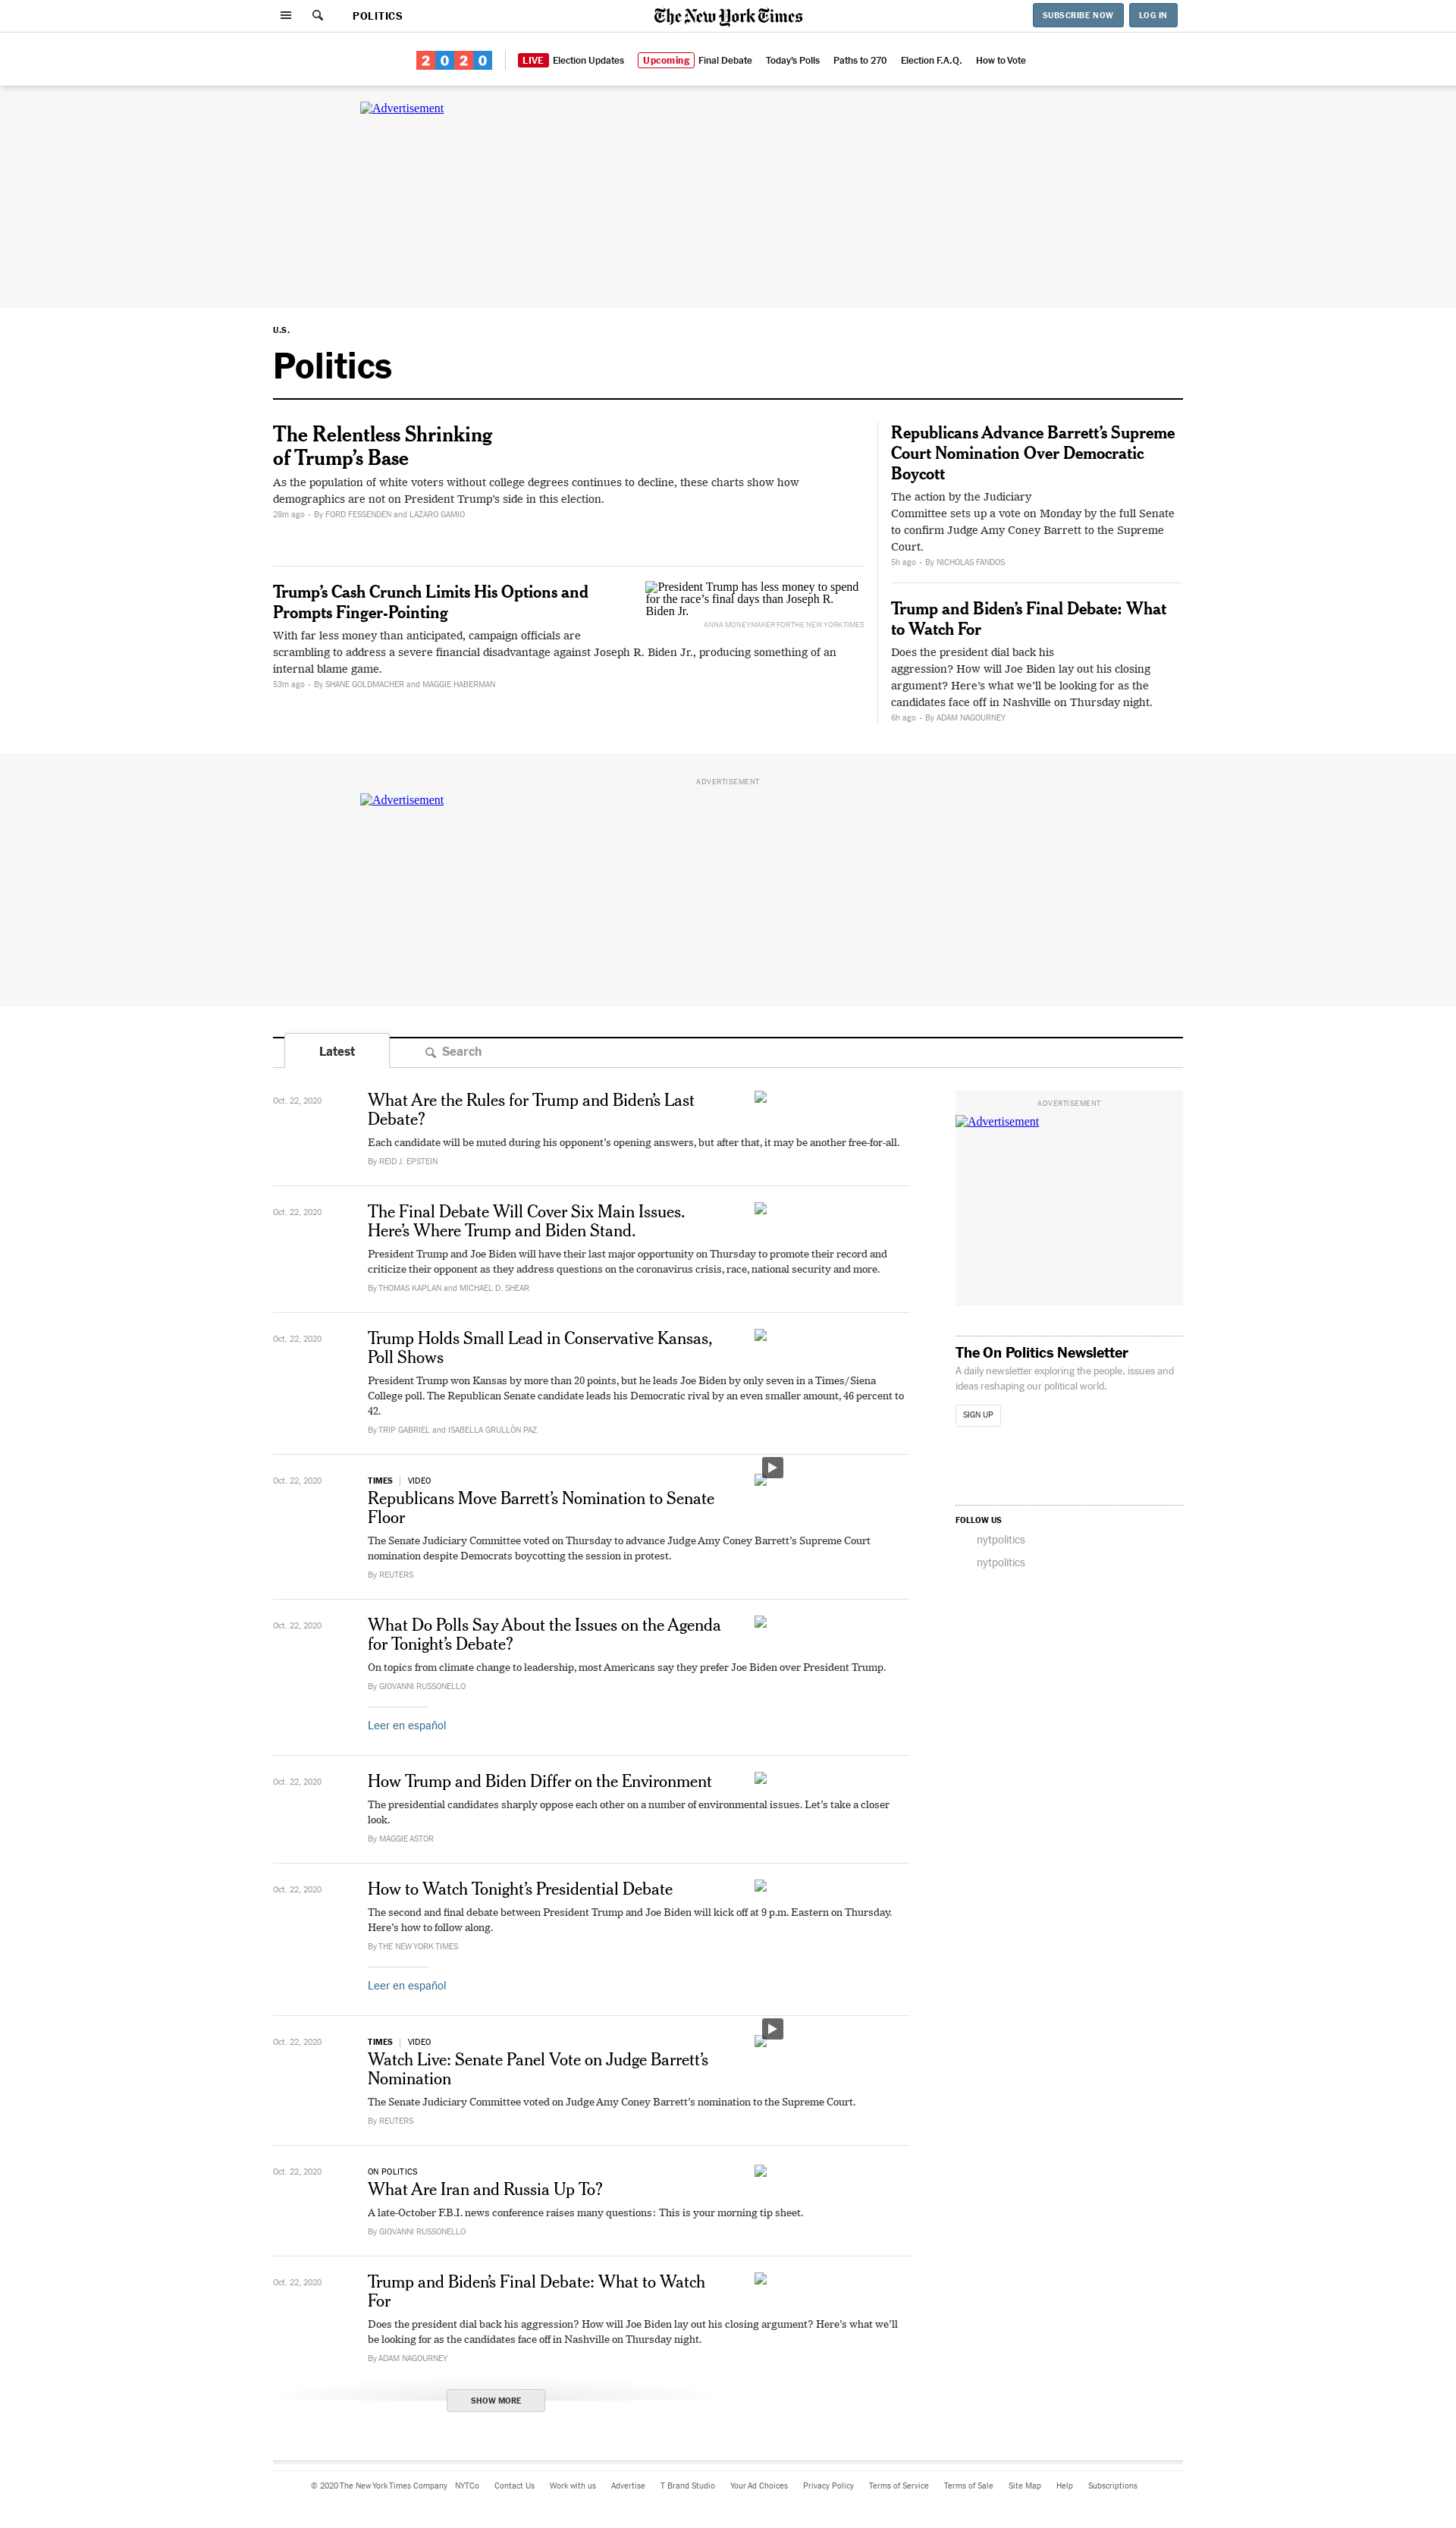 POLITICS
The New York Times
SUBSCRIBE NOW
LOG IN
2020
LIVE Election Updates
Upcoming Final Debate
Today's Polls
Paths to 270
Election F.A.Q.
How to Vote
Advertisement
U.S.
Politics
The Relentless Shrinking
of Trump’s Base
As the population of white voters without college degrees continues to decline, these charts show how
demographics are not on President Trump’s side in this election.
28m ago • By FORD FESSENDEN and LAZARO GAMIO
Trump’s Cash Crunch Limits His Options and
Prompts Finger-Pointing
With far less money than anticipated, campaign officials are
scrambling to address a severe financial disadvantage against Joseph R. Biden Jr., producing something of an
internal blame game.
53m ago • By SHANE GOLDMACHER and MAGGIE HABERMAN
President Trump has less money to spend
for the race’s final days than Joseph R.
Biden Jr.
ANNA MONEYMAKER FOR THE NEW YORK TIMES
Republicans Advance Barrett’s Supreme
Court Nomination Over Democratic
Boycott
The action by the Judiciary
Committee sets up a vote on Monday by the full Senate
to confirm Judge Amy Coney Barrett to the Supreme
Court.
5h ago • By NICHOLAS FANDOS
Trump and Biden’s Final Debate: What
to Watch For
Does the president dial back his
aggression? How will Joe Biden lay out his closing
argument? Here’s what we’ll be looking for as the
candidates face off in Nashville on Thursday night.
6h ago • By ADAM NAGOURNEY
ADVERTISEMENT
Advertisement
Latest
Search
Oct. 22, 2020
What Are the Rules for Trump and Biden’s Last
Debate?
Each candidate will be muted during his opponent’s opening answers, but after that, it may be another free-for-all.
By REID J. EPSTEIN
Oct. 22, 2020
The Final Debate Will Cover Six Main Issues.
Here’s Where Trump and Biden Stand.
President Trump and Joe Biden will have their last major opportunity on Thursday to promote their record and
criticize their opponent as they address questions on the coronavirus crisis, race, national security and more.
By THOMAS KAPLAN and MICHAEL D. SHEAR
Oct. 22, 2020
Trump Holds Small Lead in Conservative Kansas,
Poll Shows
President Trump won Kansas by more than 20 points, but he leads Joe Biden by only seven in a Times/Siena
College poll. The Republican Senate candidate leads his Democratic rival by an even smaller amount, 46 percent to
42.
By TRIP GABRIEL and ISABELLA GRULLÓN PAZ
Oct. 22, 2020
TIMES | VIDEO
Republicans Move Barrett’s Nomination to Senate
Floor
The Senate Judiciary Committee voted on Thursday to advance Judge Amy Coney Barrett’s Supreme Court
nomination despite Democrats boycotting the session in protest.
By REUTERS
Oct. 22, 2020
What Do Polls Say About the Issues on the Agenda
for Tonight’s Debate?
On topics from climate change to leadership, most Americans say they prefer Joe Biden over President Trump.
By GIOVANNI RUSSONELLO
Leer en español
Oct. 22, 2020
How Trump and Biden Differ on the Environment
The presidential candidates sharply oppose each other on a number of environmental issues. Let’s take a closer
look.
By MAGGIE ASTOR
Oct. 22, 2020
How to Watch Tonight’s Presidential Debate
The second and final debate between President Trump and Joe Biden will kick off at 9 p.m. Eastern on Thursday.
Here’s how to follow along.
By THE NEW YORK TIMES
Leer en español
Oct. 22, 2020
TIMES | VIDEO
Watch Live: Senate Panel Vote on Judge Barrett’s
Nomination
The Senate Judiciary Committee voted on Judge Amy Coney Barrett’s nomination to the Supreme Court.
By REUTERS
Oct. 22, 2020
ON POLITICS
What Are Iran and Russia Up To?
A late-October F.B.I. news conference raises many questions: This is your morning tip sheet.
By GIOVANNI RUSSONELLO
Oct. 22, 2020
Trump and Biden’s Final Debate: What to Watch
For
Does the president dial back his aggression? How will Joe Biden lay out his closing argument? Here’s what we’ll
be looking for as the candidates face off in Nashville on Thursday night.
By ADAM NAGOURNEY
SHOW MORE
ADVERTISEMENT
Advertisement
The On Politics Newsletter
A daily newsletter exploring the people, issues and
ideas reshaping our political world.
SIGN UP
FOLLOW US
nytpolitics
nytpolitics
© 2020 The New York Times Company NYTCo Contact Us Work with us Advertise T Brand Studio Your Ad Choices Privacy Policy Terms of Service Terms of Sale Site Map Help Subscriptions